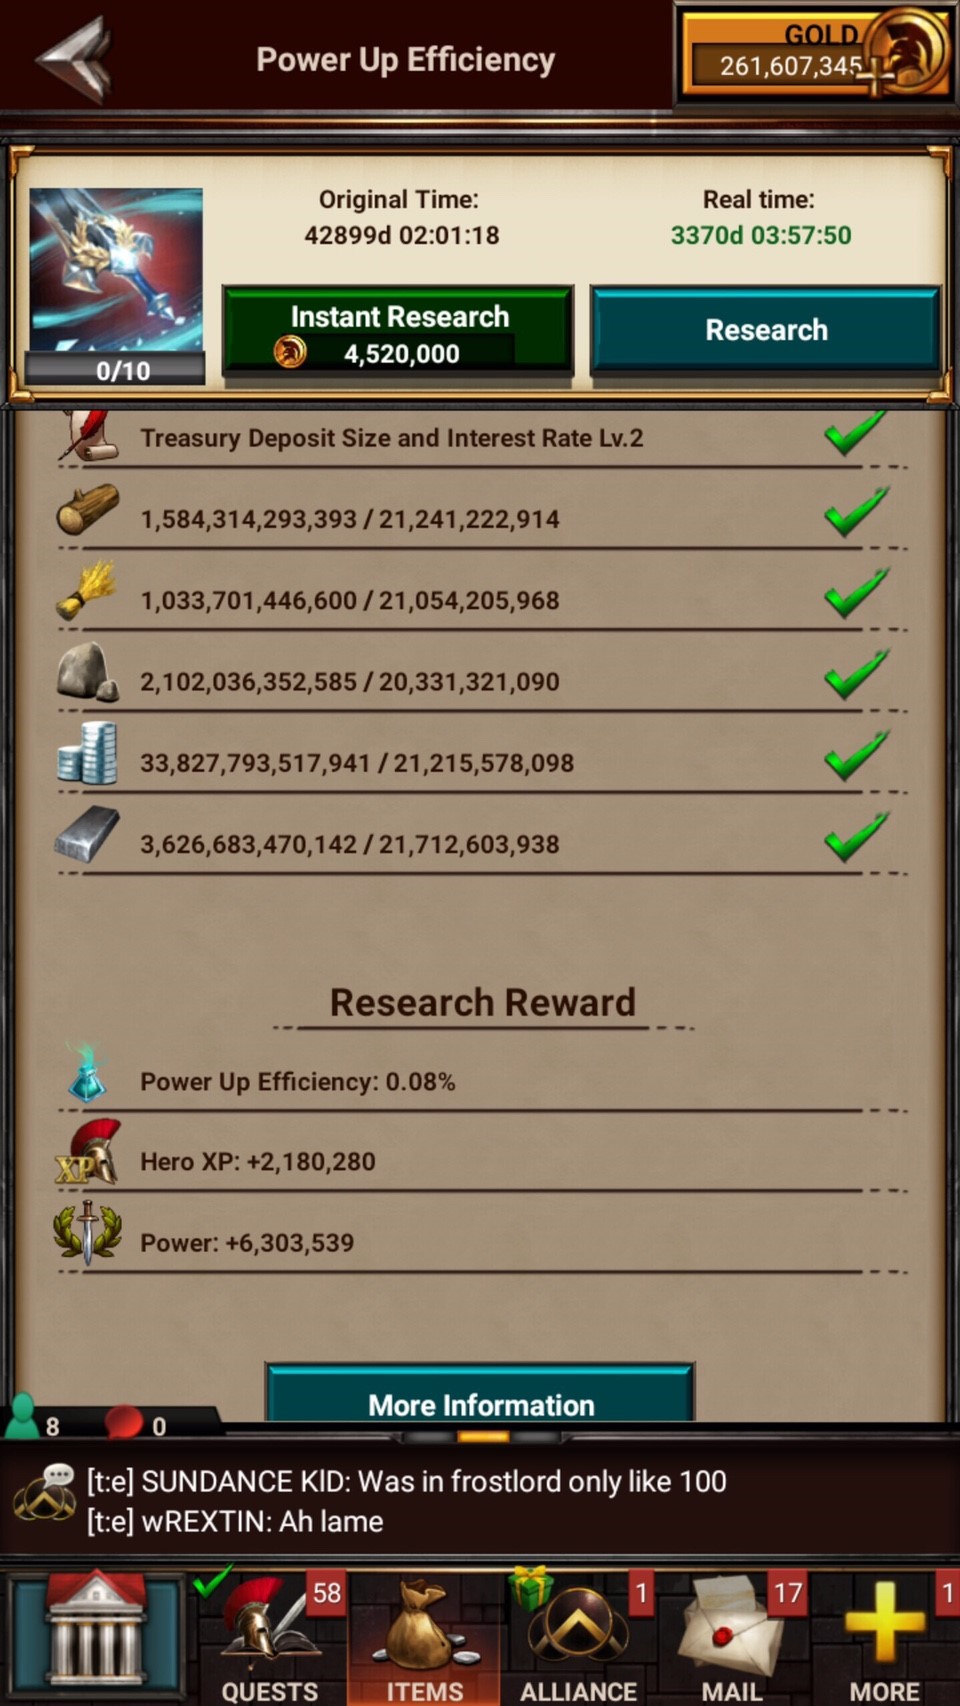 Power Up Efficiency
GOLD
261,607,345
Original Time:
42899d 02:01:18
Real time:
3370d 03:57:50
Instant Research
4,520,000
Research
0/10
Treasury Deposit Size and Interest Rate Lv.2
1,584,314,293,393 / 21,241,222,914
1,033,701,446,600 / 21,054,205,968
2,102,036,352,585 / 20,331,321,090
33,827,793,517,941 / 21,215,578,098
3,626,683,470,142 / 21,712,603,938
Research Reward
Power Up Efficiency: 0.08%
XP
Hero XP: +2,180,280
Power: +6,303,539
More Information
8
0
[t:e] SUNDANCE KlD: Was in frostlord only like 100
[t:e] wREXTIN: Ah lame
58
1
17
1
QUESTS
ITEMS
ALLIANCE
MAIL
MORE